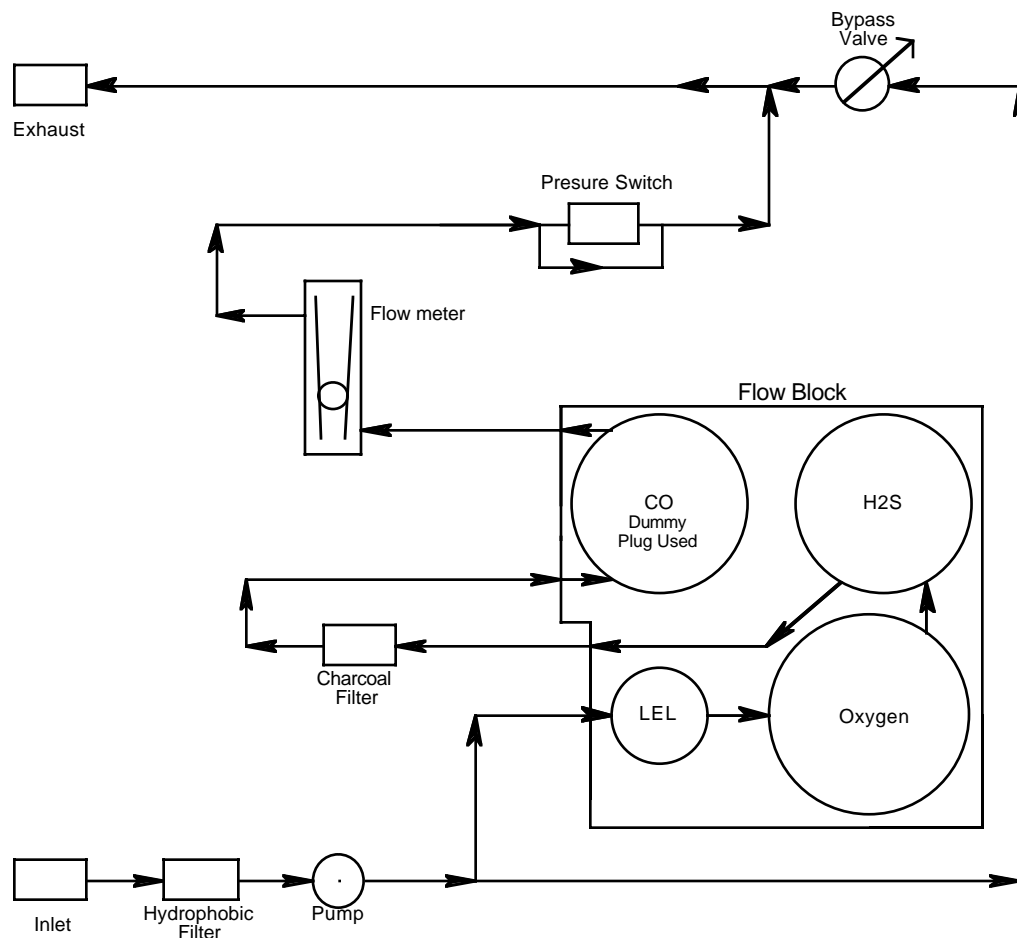 Bypass
Valve
Exhaust
Presure Switch
Flow meter
Flow Block
CO
Dummy
Plug Used
H2S
Charcoal
Filter
LEL
Oxygen
Inlet
Hydrophobic
Filter
Pump